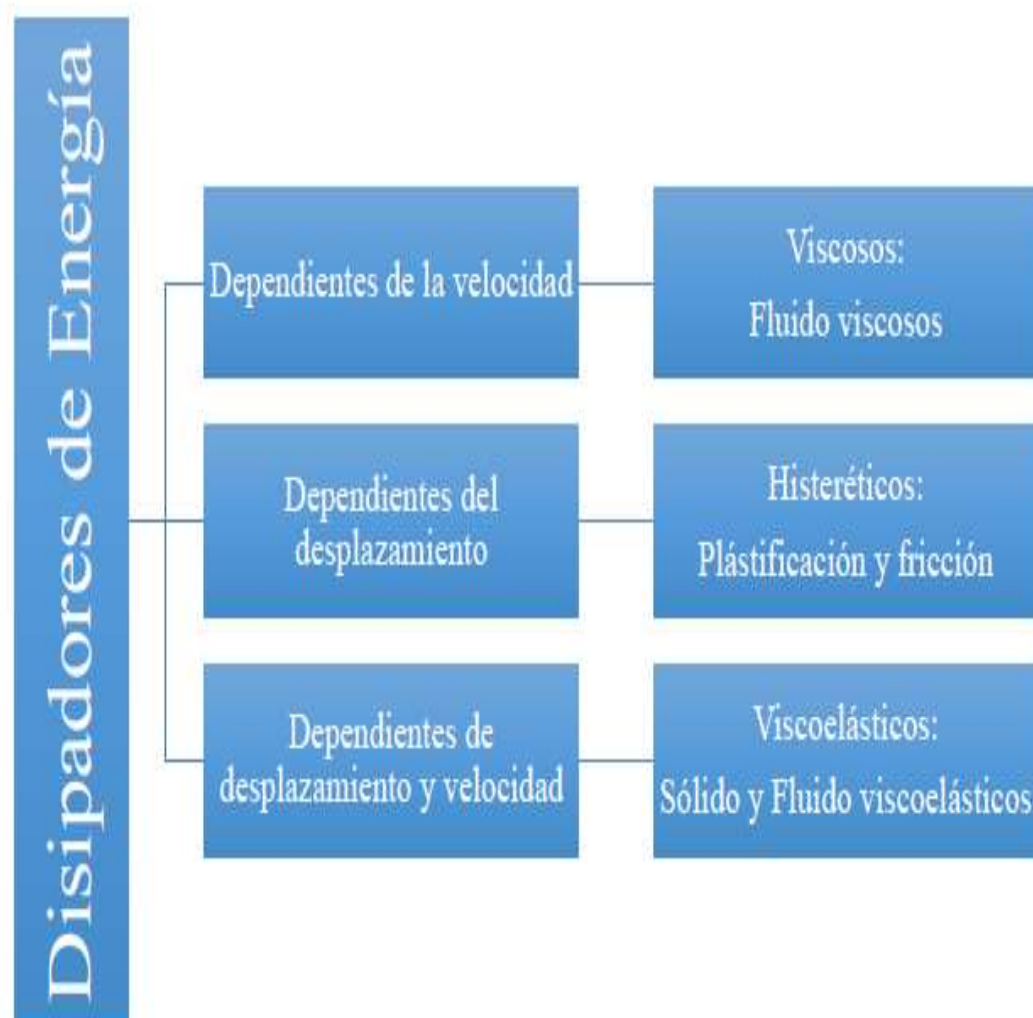 Disipadores de Energía
Dependientes de la velocidad
Viscosos:
Fluido viscosos
Dependientes del
desplazamiento
Histeréticos:
Plástificación y fricción
Dependientes de
desplazamiento y velocidad
Viscoelásticos:
Sólido y Fluido viscoelásticos